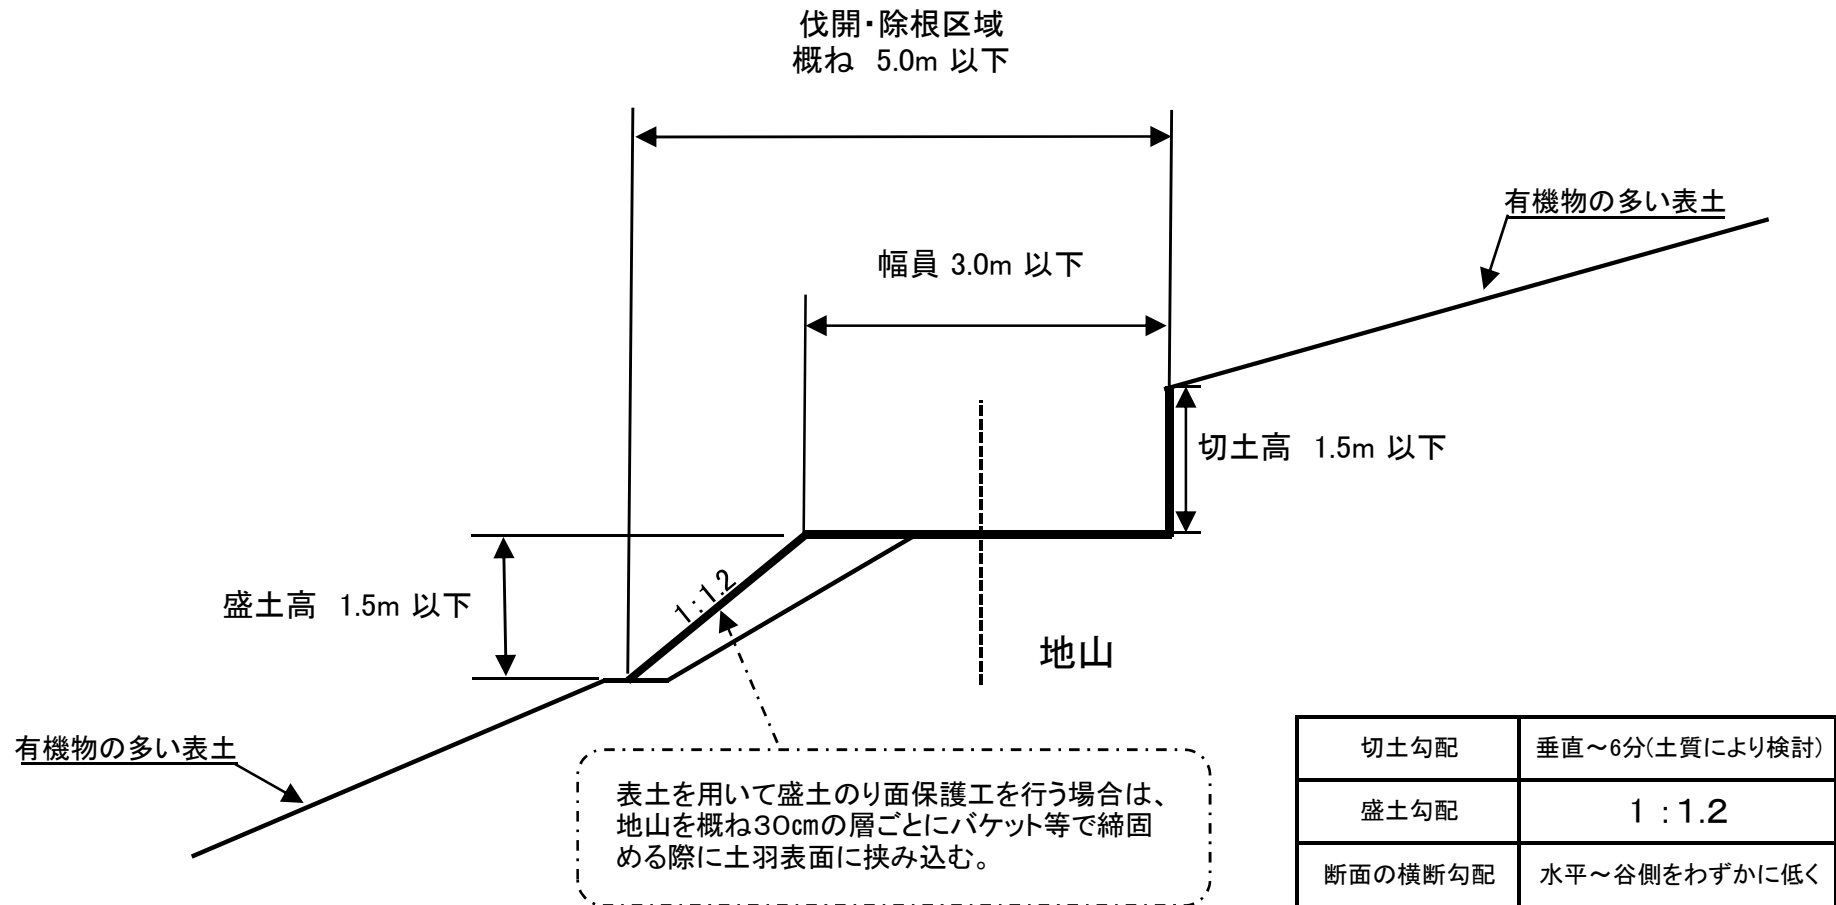 伐開・除根区域
概ね 5.0m 以下
有機物の多い表土
幅員 3.0m 以下
切土高 1.5m 以下
1:1.2
盛土高 1.5m 以下
地山
有機物の多い表土
表土を用いて盛土のり面保護工を行う場合は、
地山を概ね30㎝の層ごとにバケット等で締固
める際に土羽表面に挟み込む。
切土勾配 垂直～6分(土質により検討)
盛土勾配 1:1.2
断面の横断勾配 水平～谷側をわずかに低く